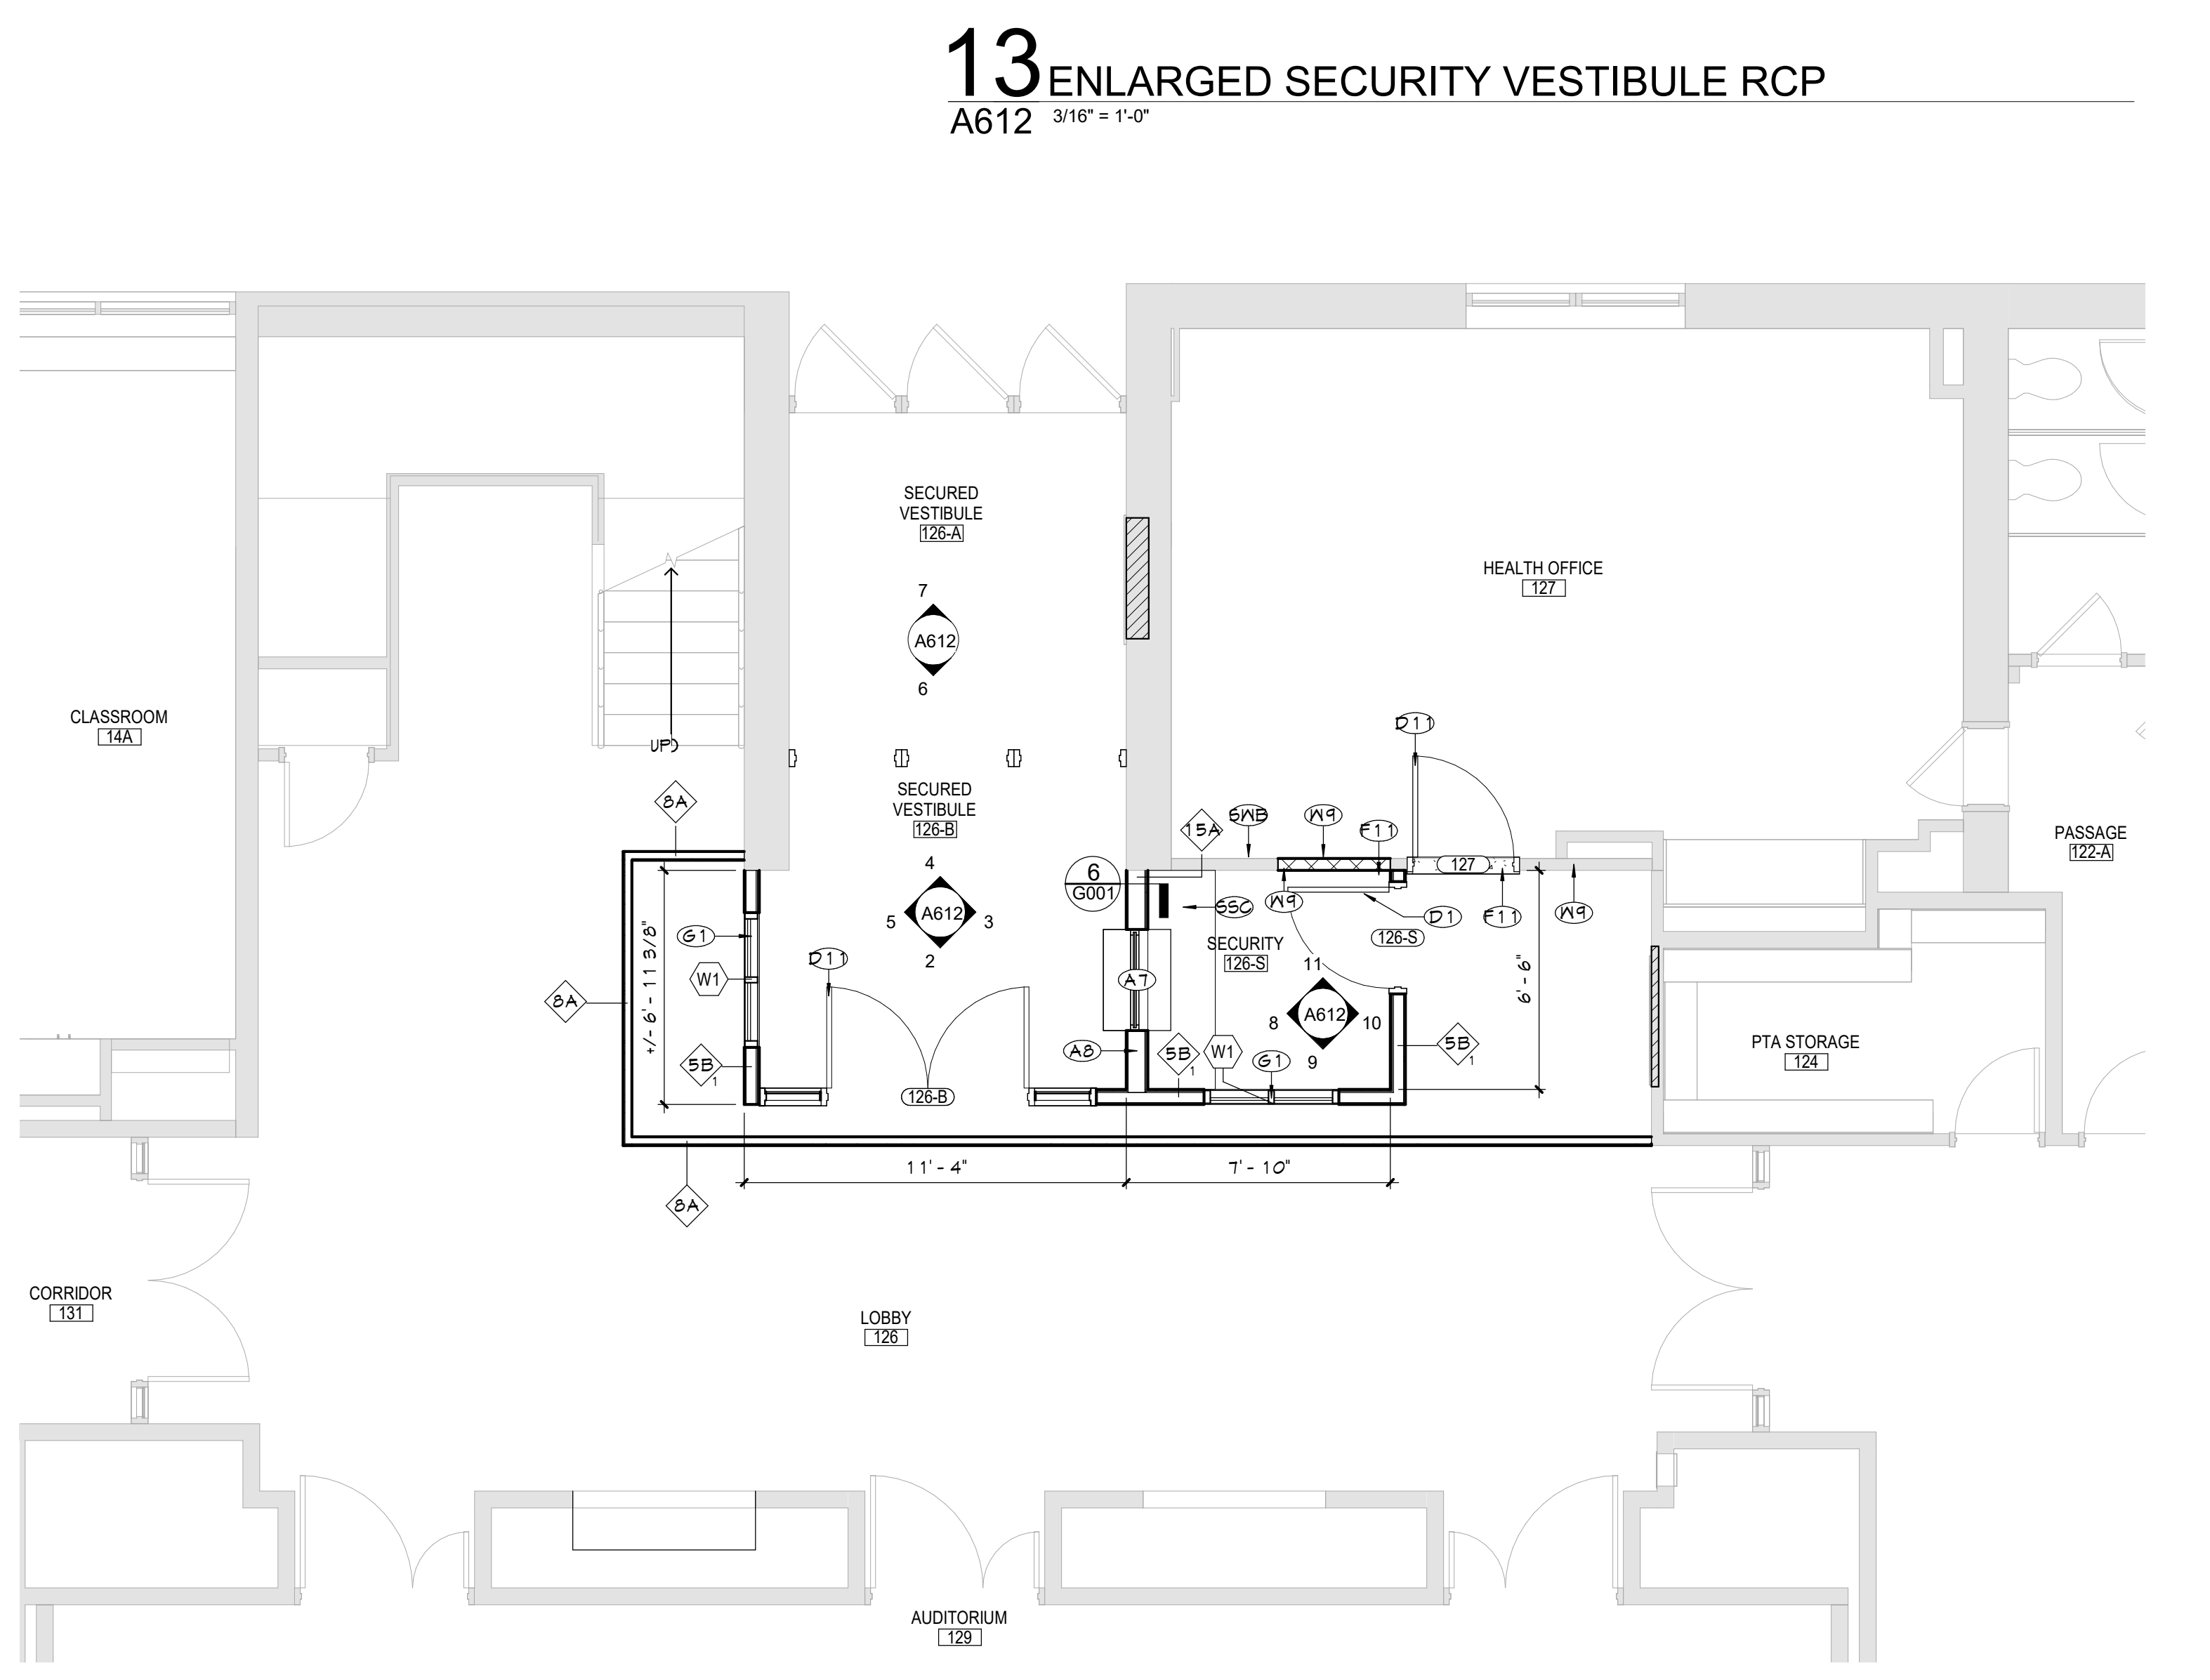 13 ENLARGED SECURITY VESTIBULE RCP
A612 3/16" = 1'-0"
SECURED
VESTIBULE
126-A
7
A612
6
HEALTH OFFICE
127
CLASSROOM
14A
UP
D11
SECURED
VESTIBULE
126-B
8A
15A
SWB
W9
F11
127
PASSAGE
122-A
4
5
A612
3
2
6
G001
SSC
W9
D1
F11
W9
126-S
SECURITY
126-S
G1
W1
+/- 6' - 11 3/8"
8A
D11
A7
11
8
A612
10
9
6' - 6"
A8
5B
1
W1
G1
5B
1
5B
1
126-B
PTA STORAGE
124
11' - 4"
7' - 10"
8A
CORRIDOR
131
LOBBY
126
AUDITORIUM
129